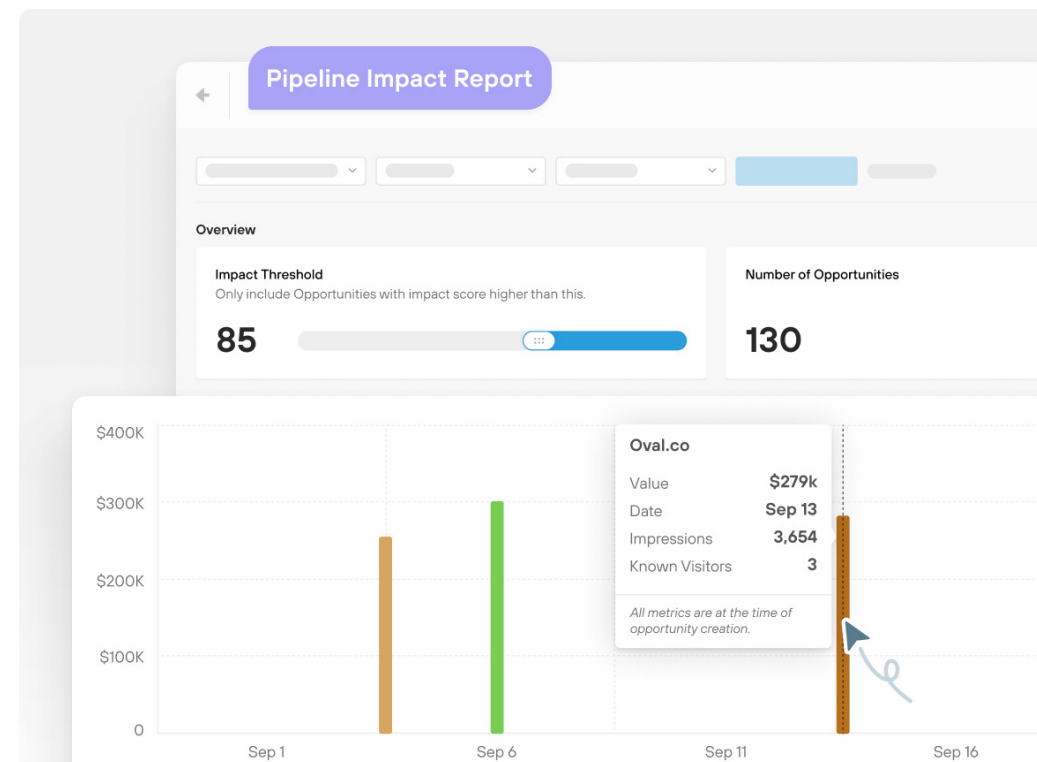 Pipeline Impact Report
Overview
Impact Threshold
Only include Opportunities with impact score higher than this.
85
Number of Opportunities
130
$400K
$300K
$200K
$100K
0
Oval.co
Value $279k
Date Sep 13
Impressions 3,654
Known Visitors 3
All metrics are at the time of
opportunity creation.
Sep 1 Sep 6 Sep 11 Sep 16